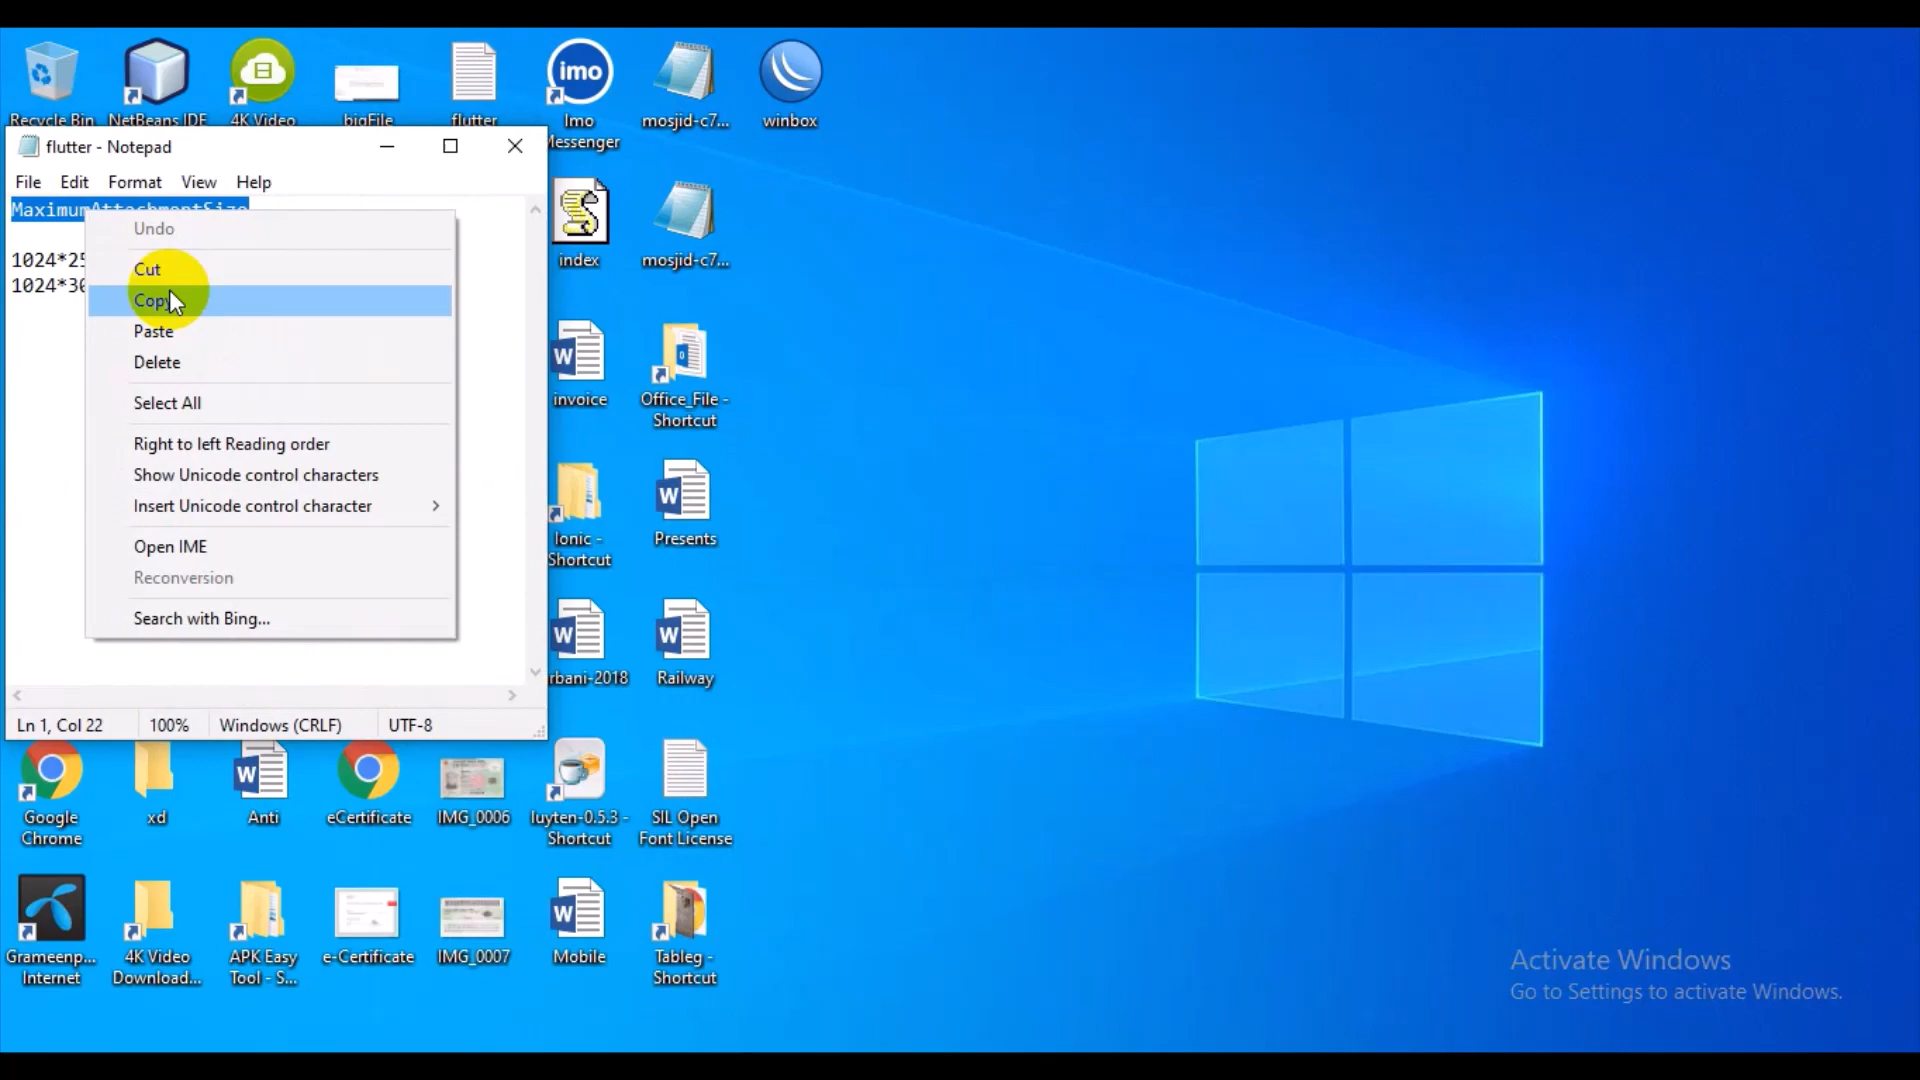 Recycle Bin
NetBeans IDE
4K Video
bigFile
flutter
imo
Imo
Messenger
mosjid-c7...
winbox
flutter - Notepad
File Edit Format View Help
MaximumAttachmentSize
1024*25
1024*30
Undo
Cut
Copy
Paste
Delete
Select All
Right to left Reading order
Show Unicode control characters
Insert Unicode control character
Open IME
Reconversion
Search with Bing...
Ln 1, Col 22 100% Windows (CRLF) UTF-8
index
mosjid-c7...
invoice
Office_File -
Shortcut
Ionic -
Shortcut
Presents
rbani-2018
Railway
Google
Chrome
xd
Anti
eCertificate
IMG_0006
luyten-0.5.3 -
Shortcut
SIL Open
Font License
Grameenp...
Internet
4K Video
Download...
APK Easy
Tool - S...
e-Certificate
IMG_0007
Mobile
Tableg -
Shortcut
Activate Windows
Go to Settings to activate Windows.